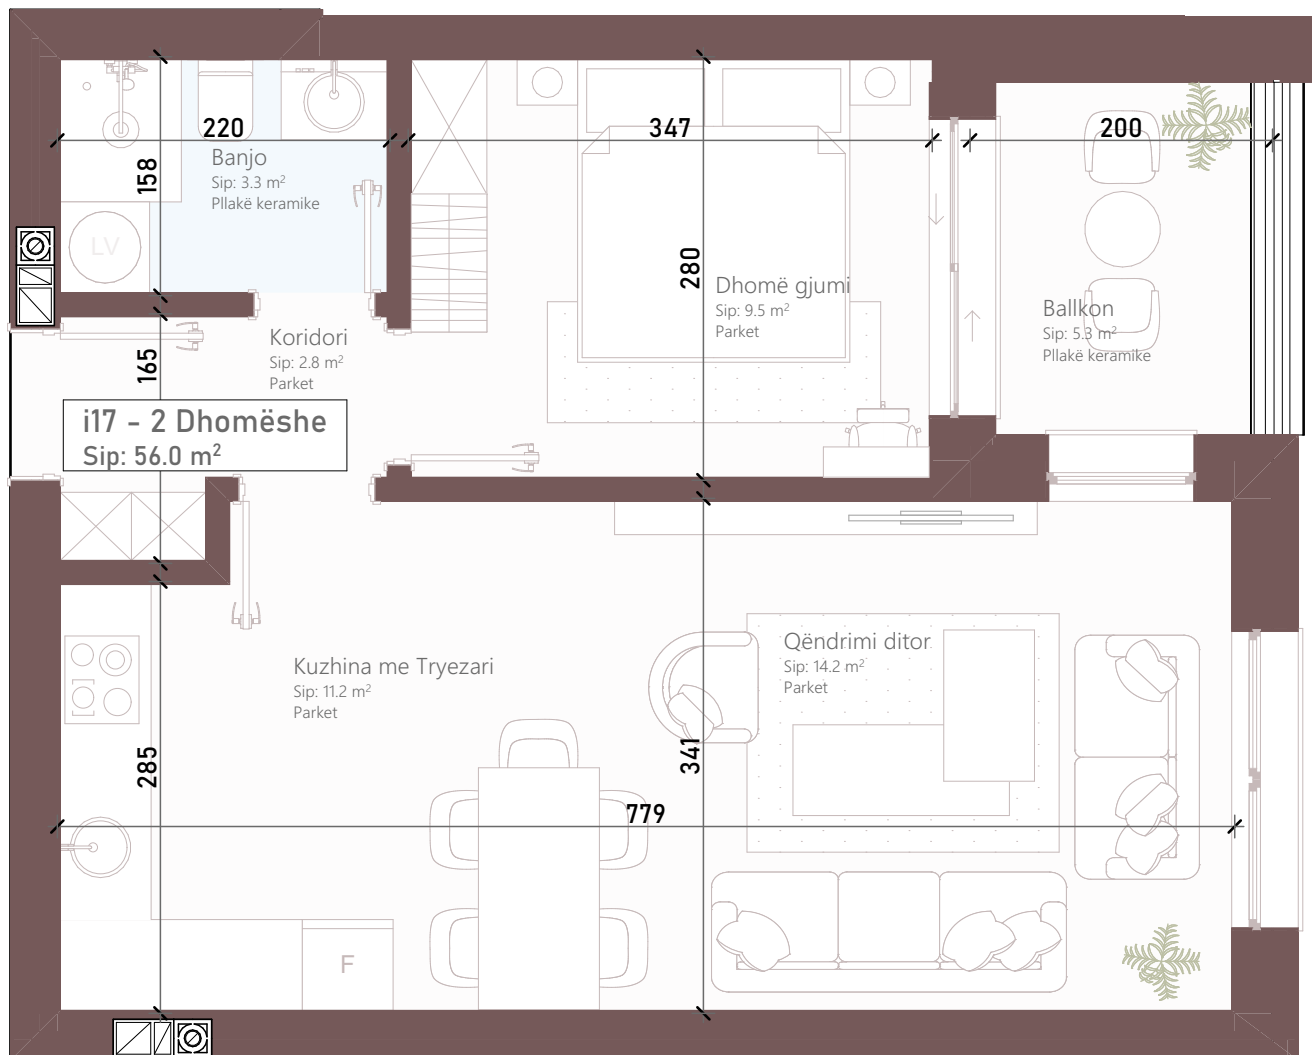 220
Banjo
Sip: 3.3 m²
Pllakë keramike
158
LV
347
280
Dhomë gjumi
Sip: 9.5 m²
Parket
200
Ballkon
Sip: 5.3 m²
Pllakë keramike
Koridori
Sip: 2.8 m²
Parket
165
i17 - 2 Dhomëshe
Sip: 56.0 m²
Kuzhina me Tryezari
Sip: 11.2 m²
Parket
Qëndrimi ditor
Sip: 14.2 m²
Parket
285
341
779
F